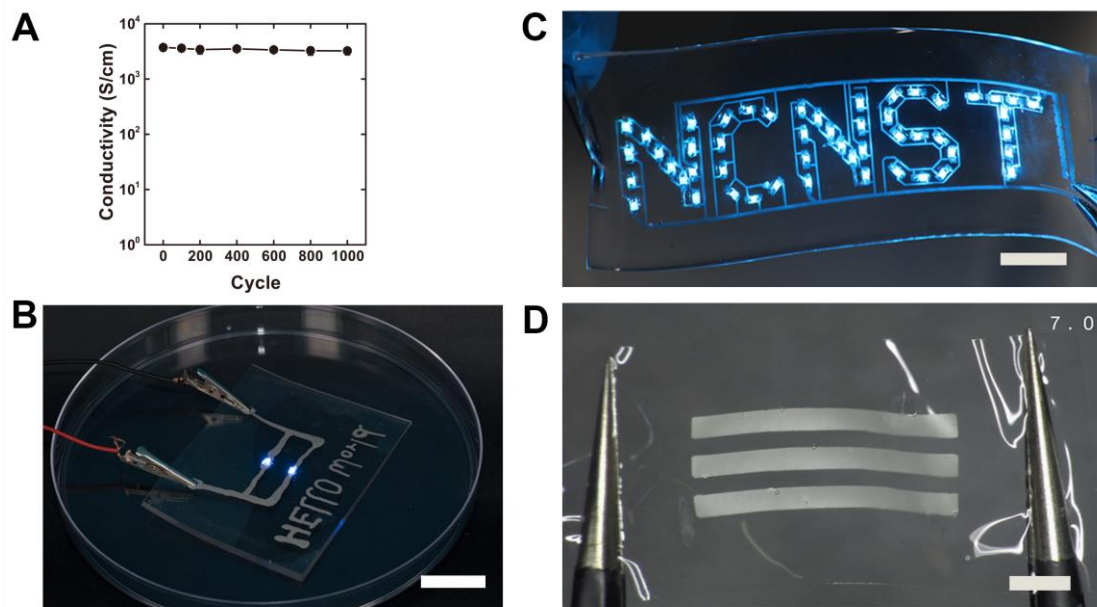 A
Conductivity (S/cm)
10⁴
10³
10²
10¹
10⁰
0 200 400 600 800 1000
Cycle
B
HELLO World
C
NCNST
D
7.0